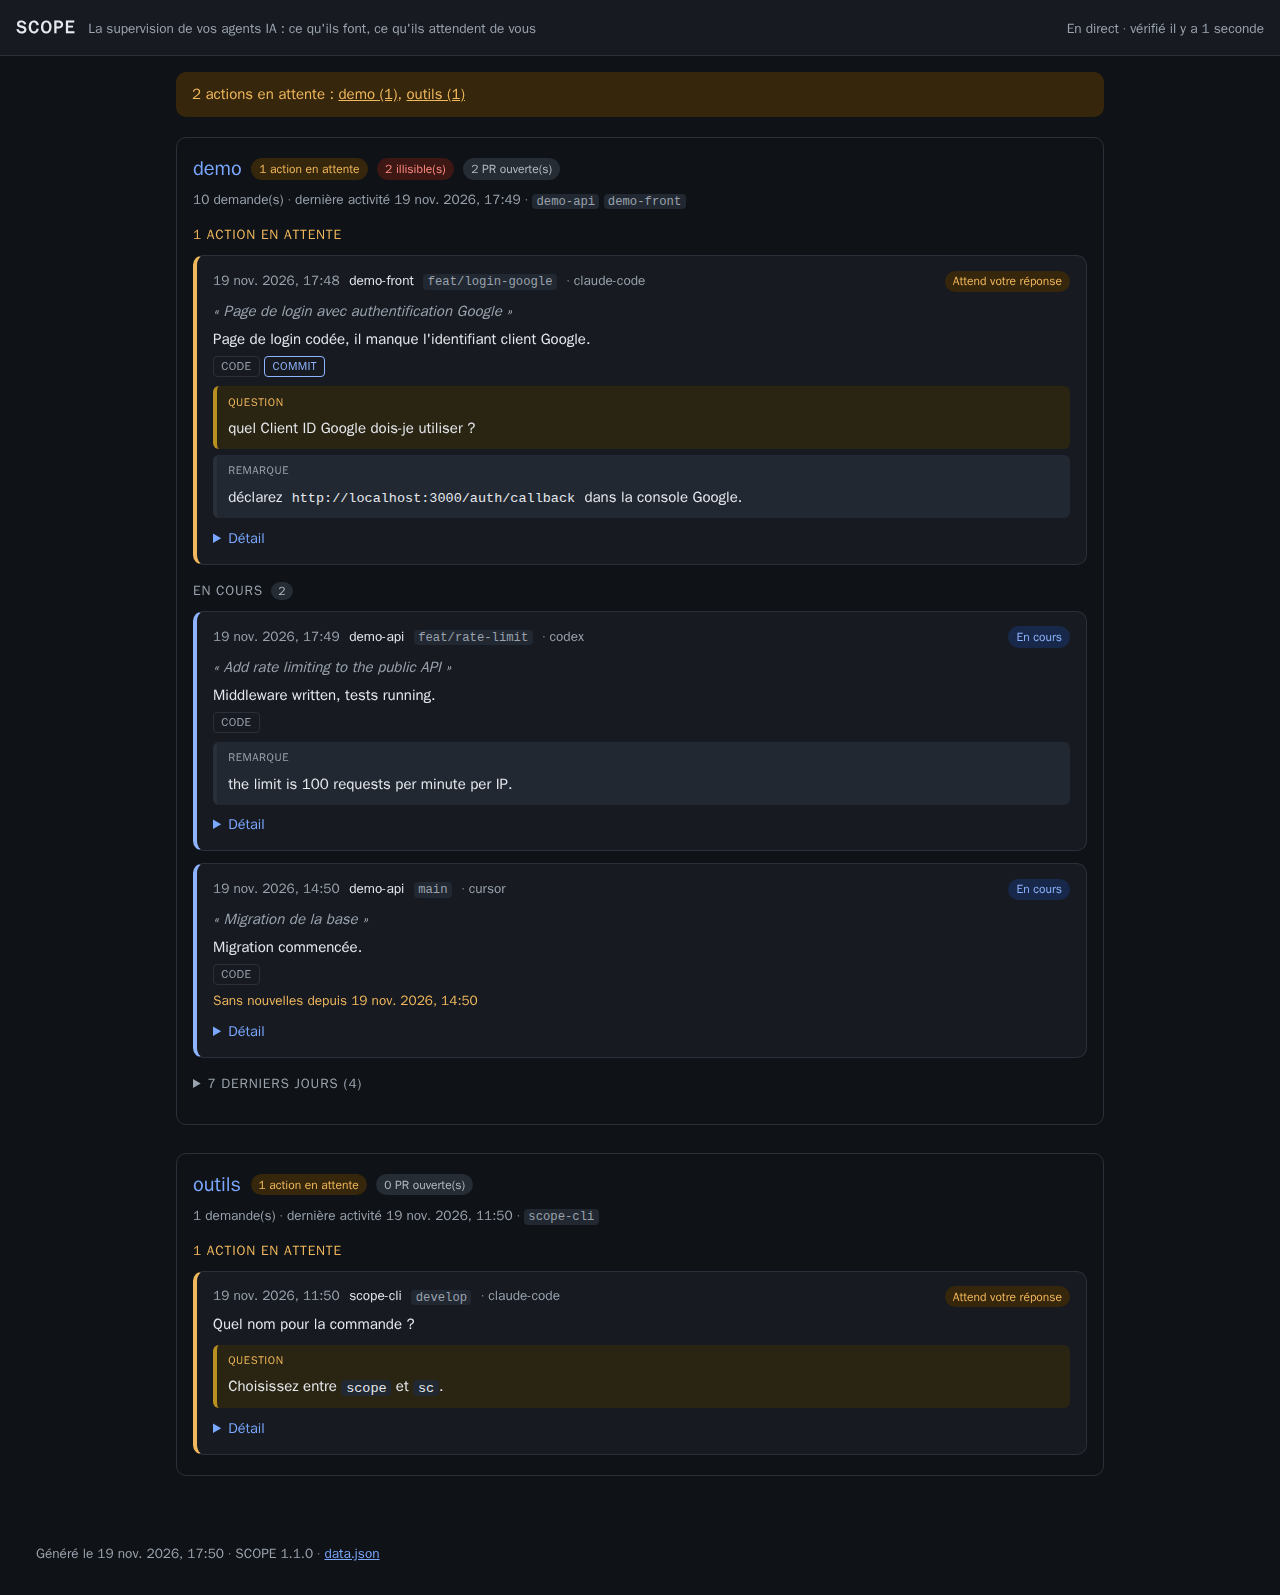 SCOPE La supervision de vos agents IA : ce qu'ils font, ce qu'ils attendent de vous En direct · vérifié il y a 1 seconde
2 actions en attente : demo (1), outils (1)
demo 1 action en attente 2 illisible(s) 2 PR ouverte(s)
10 demande(s) · dernière activité 19 nov. 2026, 17:49 · demo-api demo-front
1 ACTION EN ATTENTE
19 nov. 2026, 17:48 demo-front feat/login-google · claude-code Attend votre réponse
« Page de login avec authentification Google »
Page de login codée, il manque l'identifiant client Google.
CODE COMMIT
QUESTION
quel Client ID Google dois-je utiliser ?
REMARQUE
déclarez http://localhost:3000/auth/callback dans la console Google.
▶ Détail
EN COURS 2
19 nov. 2026, 17:49 demo-api feat/rate-limit · codex En cours
« Add rate limiting to the public API »
Middleware written, tests running.
CODE
REMARQUE
the limit is 100 requests per minute per IP.
▶ Détail
19 nov. 2026, 14:50 demo-api main · cursor En cours
« Migration de la base »
Migration commencée.
CODE
Sans nouvelles depuis 19 nov. 2026, 14:50
▶ Détail
▶ 7 DERNIERS JOURS (4)
outils 1 action en attente 0 PR ouverte(s)
1 demande(s) · dernière activité 19 nov. 2026, 11:50 · scope-cli
1 ACTION EN ATTENTE
19 nov. 2026, 11:50 scope-cli develop · claude-code Attend votre réponse
Quel nom pour la commande ?
QUESTION
Choisissez entre scope et sc.
▶ Détail
Généré le 19 nov. 2026, 17:50 · SCOPE 1.1.0 · data.json